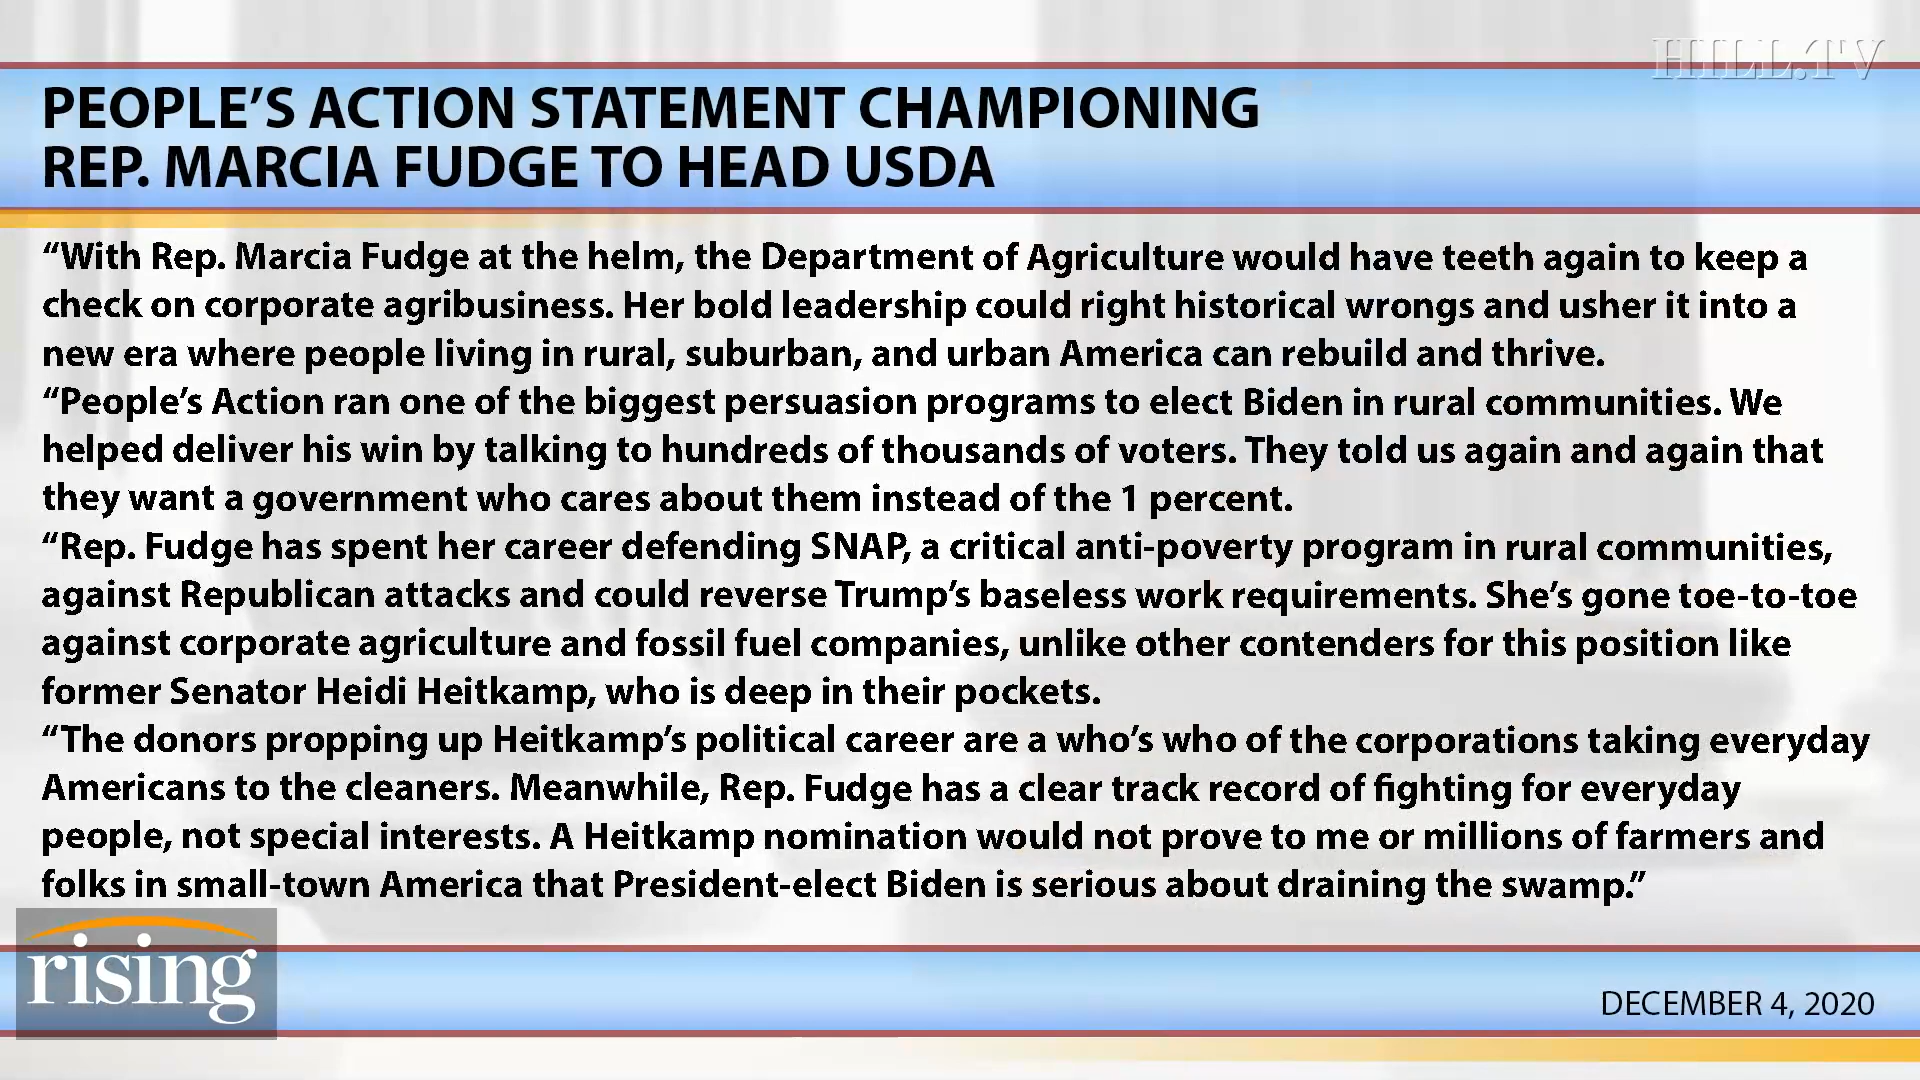 HILL.TV
PEOPLE’S ACTION STATEMENT CHAMPIONING
REP. MARCIA FUDGE TO HEAD USDA
“With Rep. Marcia Fudge at the helm, the Department of Agriculture would have teeth again to keep a
check on corporate agribusiness. Her bold leadership could right historical wrongs and usher it into a
new era where people living in rural, suburban, and urban America can rebuild and thrive.
“People’s Action ran one of the biggest persuasion programs to elect Biden in rural communities. We
helped deliver his win by talking to hundreds of thousands of voters. They told us again and again that
they want a government who cares about them instead of the 1 percent.
“Rep. Fudge has spent her career defending SNAP, a critical anti-poverty program in rural communities,
against Republican attacks and could reverse Trump’s baseless work requirements. She’s gone toe-to-toe
against corporate agriculture and fossil fuel companies, unlike other contenders for this position like
former Senator Heidi Heitkamp, who is deep in their pockets.
“The donors propping up Heitkamp’s political career are a who’s who of the corporations taking everyday
Americans to the cleaners. Meanwhile, Rep. Fudge has a clear track record of fighting for everyday
people, not special interests. A Heitkamp nomination would not prove to me or millions of farmers and
folks in small-town America that President-elect Biden is serious about draining the swamp.”
rising
DECEMBER 4, 2020